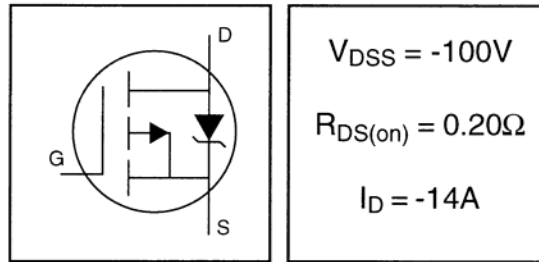 D
G
S
V_DSS = -100V
R_DS(on) = 0.20Ω
I_D = -14A